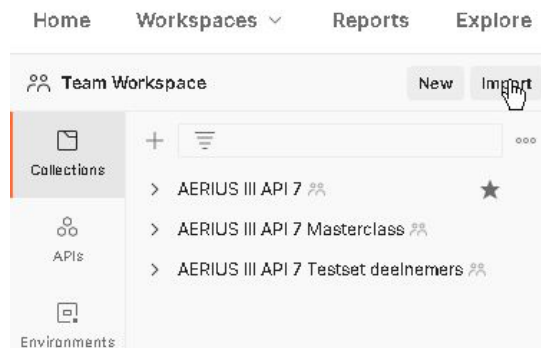 Home Workspaces Reports Explore
Team Workspace New Import
Collections
AERIUS III API 7
APIs
AERIUS III API 7 Masterclass
AERIUS III API 7 Testset deelnemers
Environments